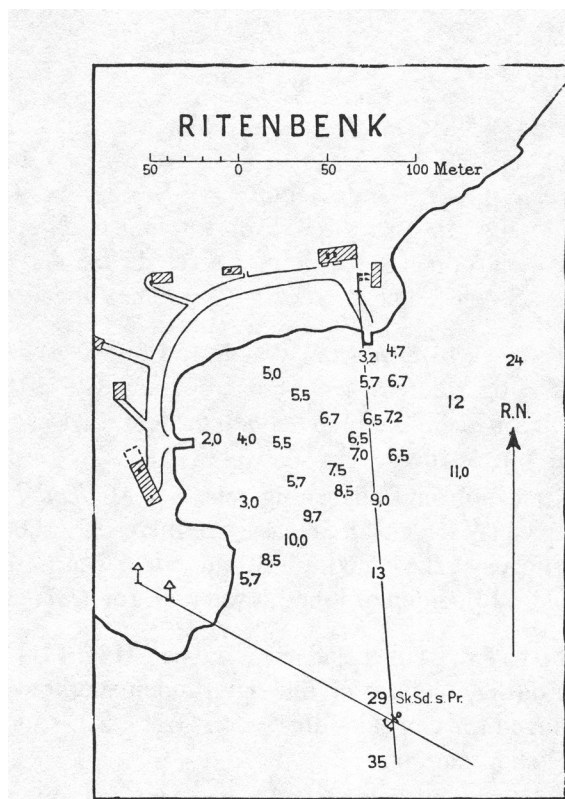 RITENBENK
50 0 50 100 Meter
3,2 4,7
5,0 5,7 6,7 24
5,5 12
6,7 6,5 7,2 R.N.
2,0 4,0 5,5 6,5
7,0 6,5
7,5 11,0
5,7 8,5
3,0 9,0
9,7
10,0
8,5
5,7 13
29 Sk.Sd.s.Pr.
35